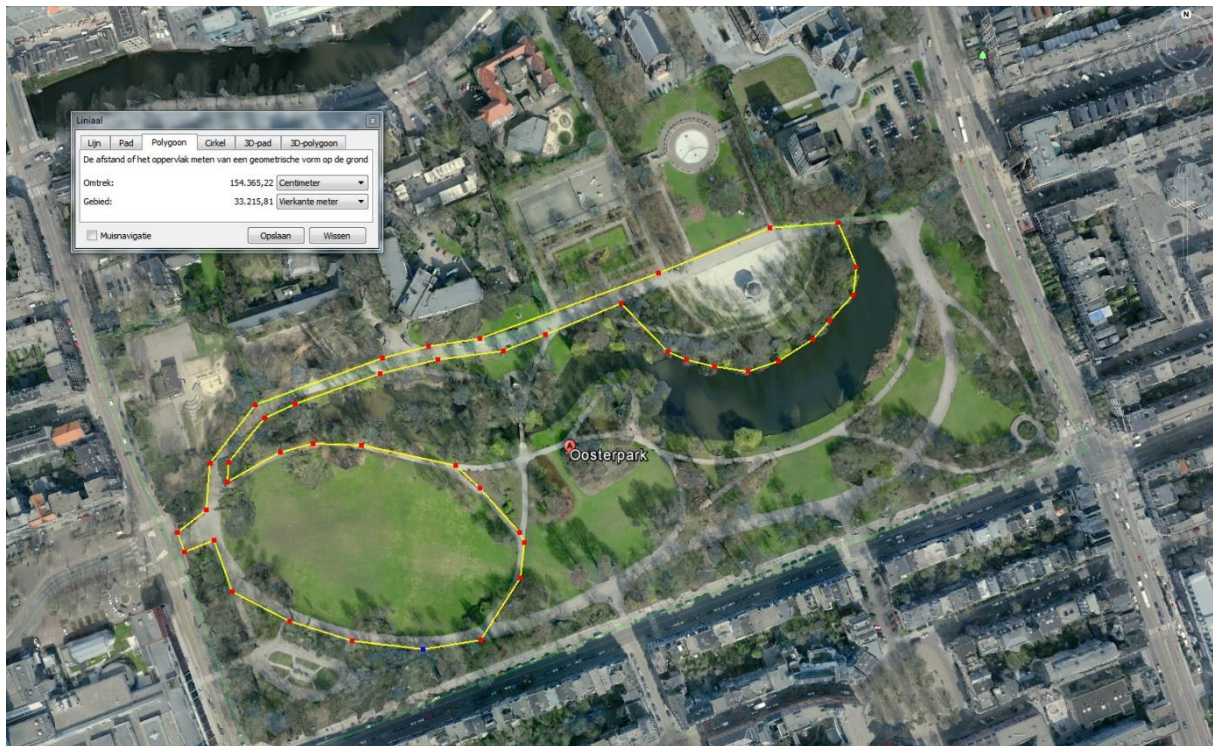 Liniaal
x
Lijn Pad Polygoon Cirkel 3D-pad 3D-polygoon
De afstand of het oppervlak meten van een geometrische vorm op de grond
Omtrek: 154.365,22 Centimeter
Gebied: 33.215,81 Vierkante meter
Muisnavigatie Opslaan Wissen
N
A
Oosterpark